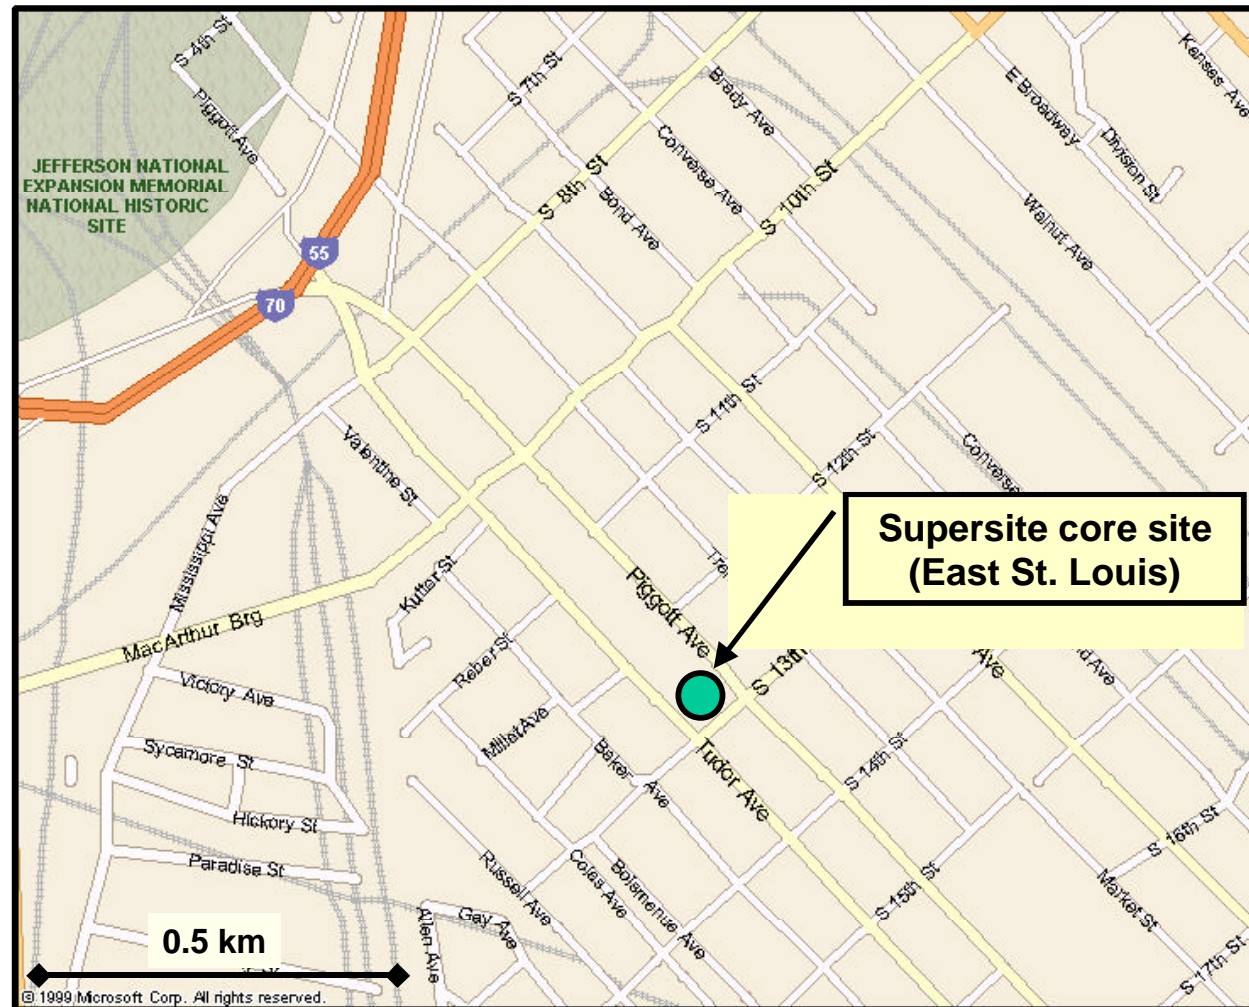 S 4th St
Piggott Ave
JEFFERSON NATIONAL
EXPANSION MEMORIAL
NATIONAL HISTORIC
SITE
55
70
S 7th St
Brady Ave
Converse Ave
S 8th St
Bond Ave
S 10th St
E Broadway
Kansas Ave
Division St
Walnut Ave
S 11th St
S 12th St
Converse
Valentine St
Mississippi Ave
MacArthur Brg
Kutter St
Piggott Ave
Supersite core site
(East St. Louis)
S 13th
Ave
Reber St
Victory Ave
Millet Ave
Sycamore St
Baker Ave
Tudor Ave
S 14th St
Hickory St
Paradise St
Russell Ave
Coles Ave
Bolsmenue Ave
S 15th St
S 16th St
Market St
S 17th St
Allen Ave
Gay Ave
0.5 km
© 1999 Microsoft Corp. All rights reserved.